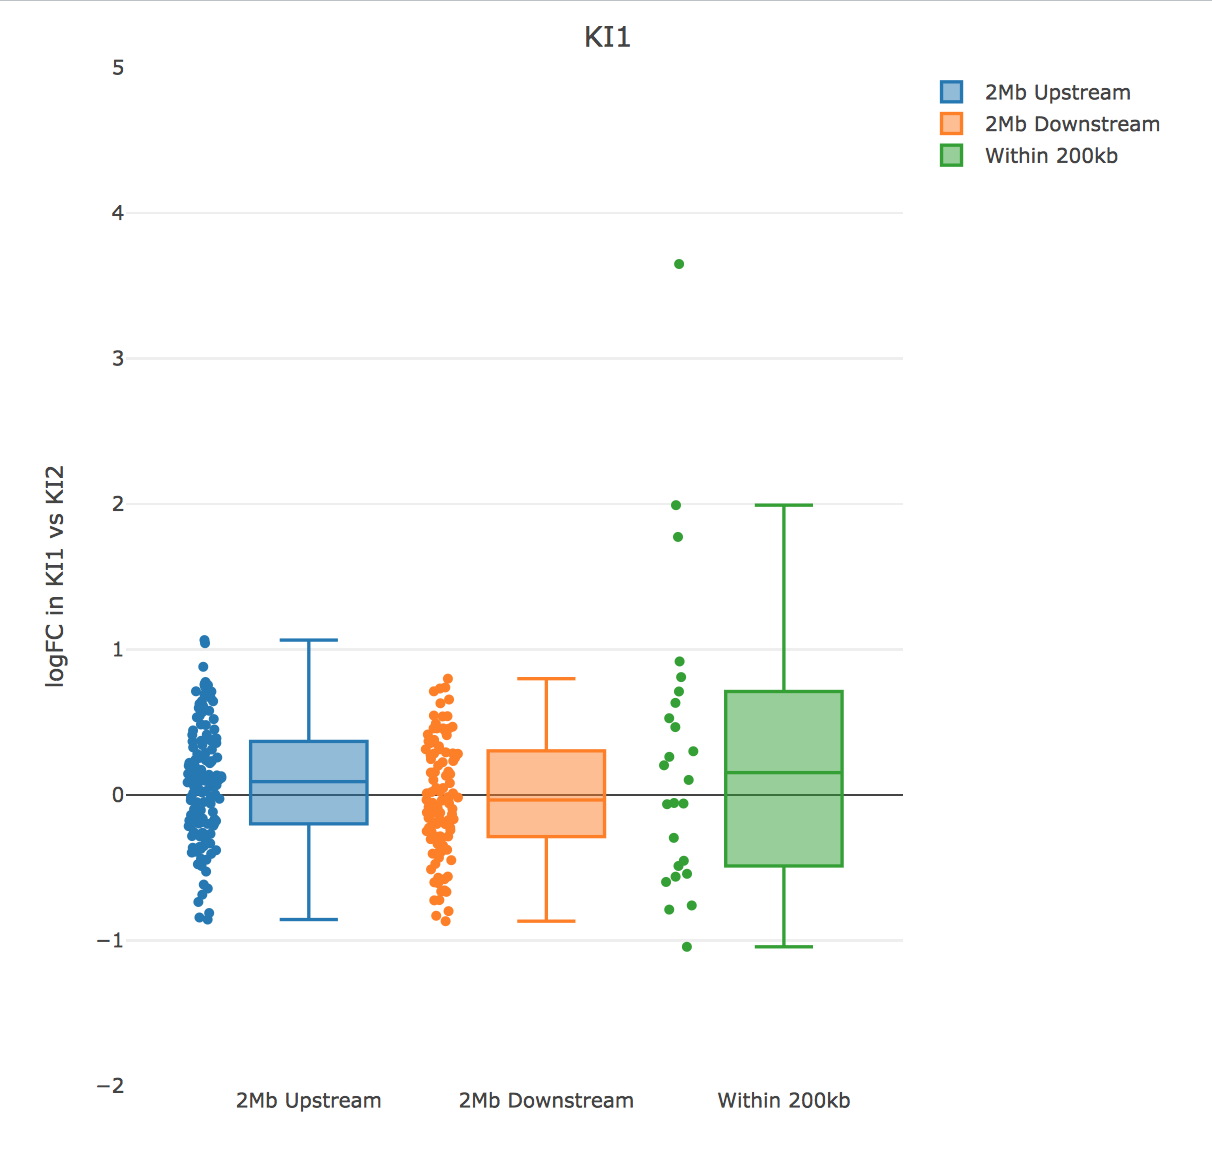 KI1
5
4
3
2
1
0
−1
−2
logFC in KI1 vs KI2
2Mb Upstream
2Mb Downstream
Within 200kb
2Mb Upstream
2Mb Downstream
Within 200kb